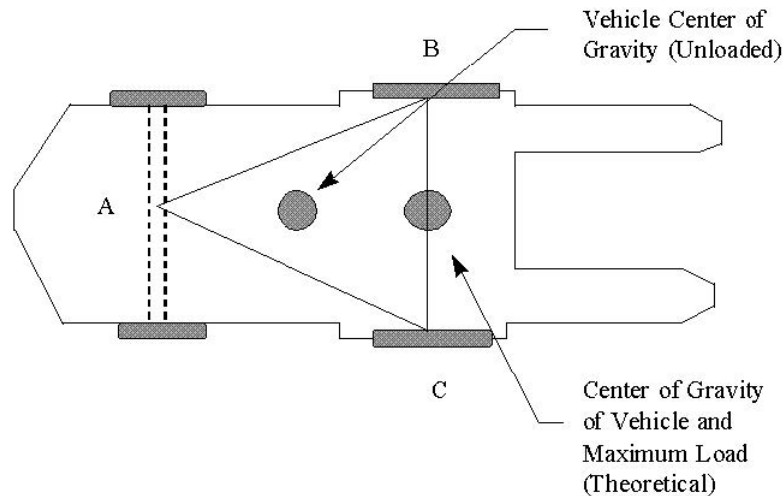 Vehicle Center of
Gravity (Unloaded)
B
A
C
Center of Gravity
of Vehicle and
Maximum Load
(Theoretical)